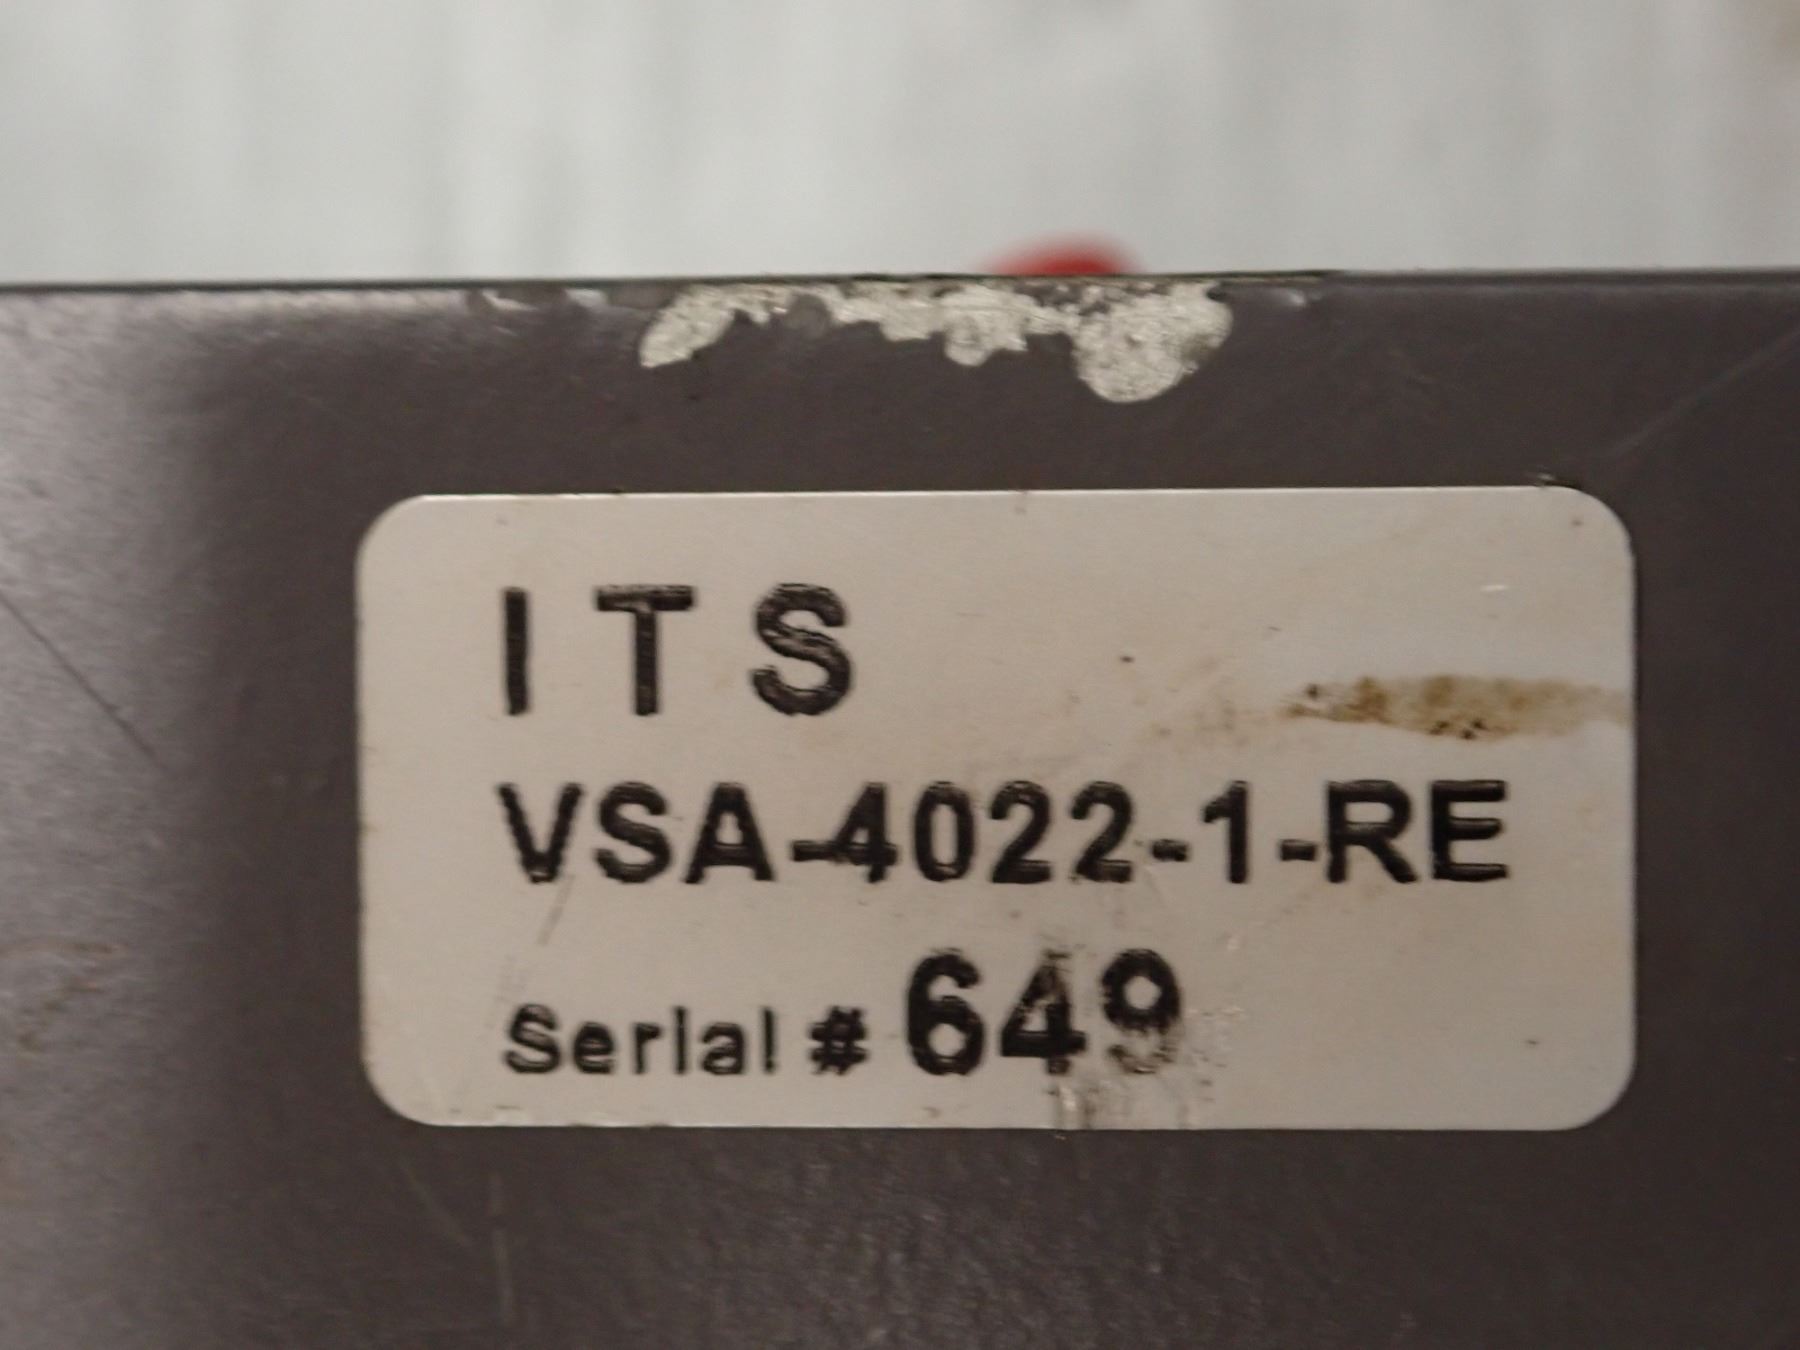 ITS
VSA-4022-1-RE
Serial # 649